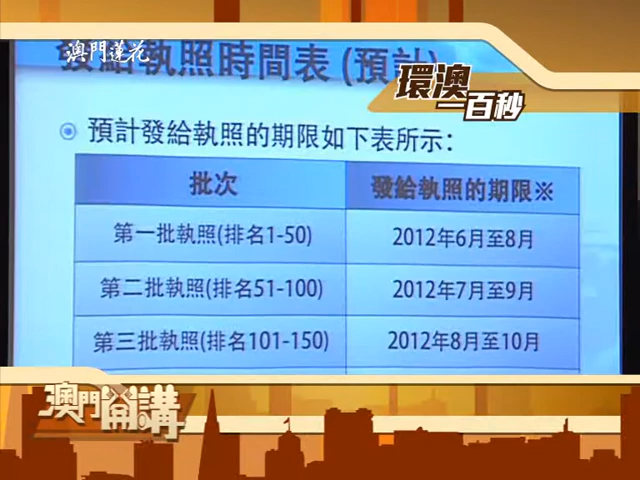 澳門蓮花
發給執照時間表(預計)
環澳
一百秒
預計發給執照的期限如下表所示：
批次 發給執照的期限※
第一批執照(排名1-50) 2012年6月至8月
第二批執照(排名51-100) 2012年7月至9月
第三批執照(排名101-150) 2012年8月至10月
澳門開講